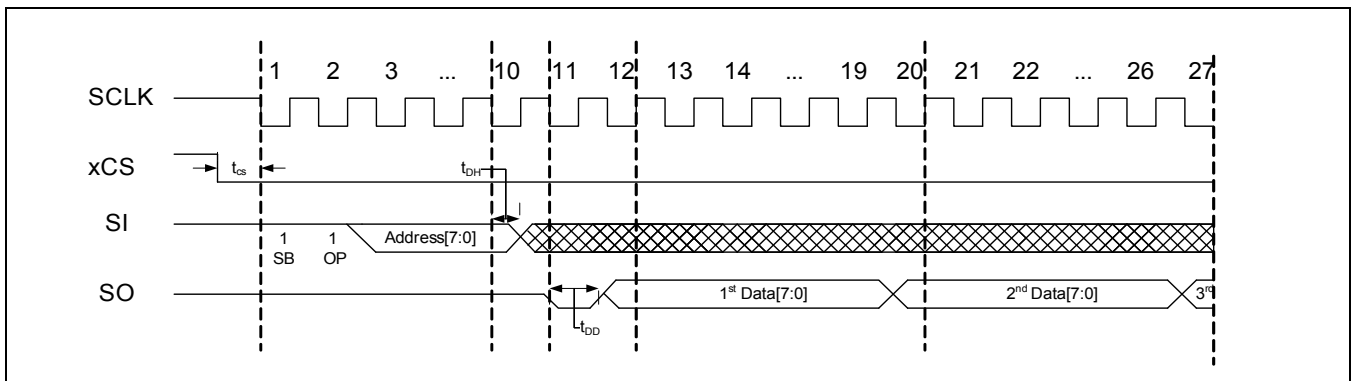 1 2 3 ... 10 11 12 13 14 ... 19 20 21 22 ... 26 27
SCLK
xCS
tcs
tDH
SI
1 1 Address[7:0]
SB OP
SO
1st Data[7:0] 2nd Data[7:0] 3rd
tDD